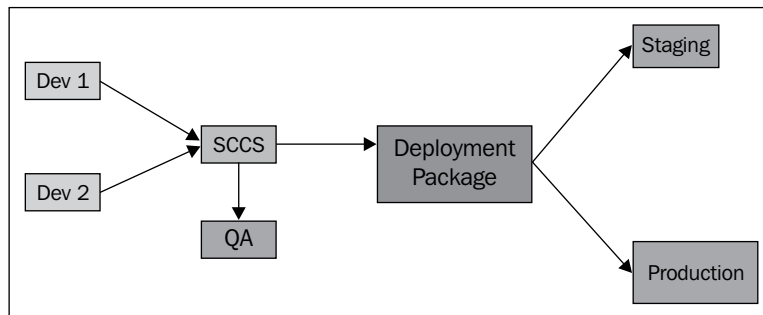 Dev 1
Dev 2
SCCS
QA
Deployment
Package
Staging
Production